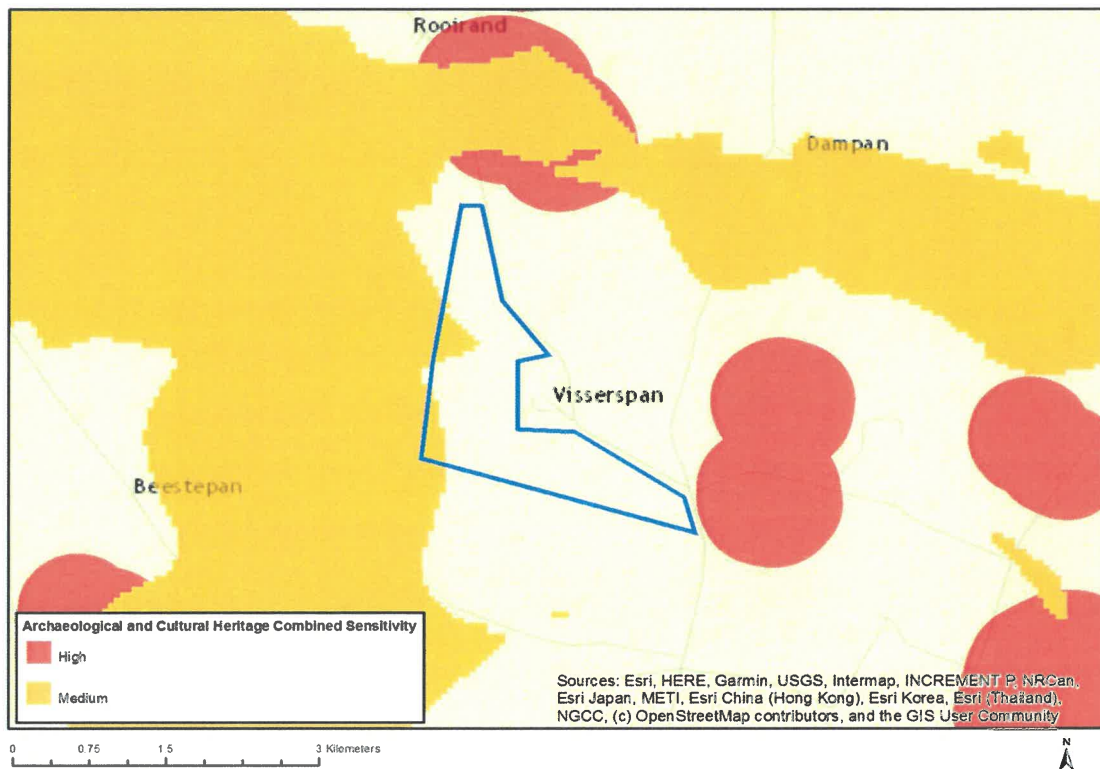 Rooirand
Dampan
Visserspan
Beestepan
Archaeological and Cultural Heritage Combined Sensitivity
High
Medium
Sources: Esri, HERE, Garmin, USGS, Intermap, INCREMENT P, NRCan,
Esri Japan, METI, Esri China (Hong Kong), Esri Korea, Esri (Thailand),
NGCC, (c) OpenStreetMap contributors, and the GIS User Community
0 0.75 1.5 3 Kilometers
N